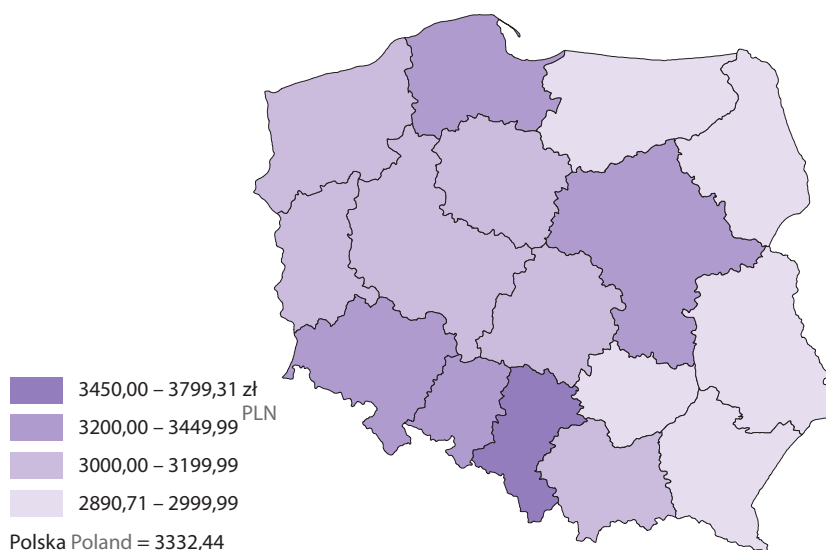 3450,00 – 3799,31 zł
PLN
3200,00 – 3449,99
3000,00 – 3199,99
2890,71 – 2999,99
Polska Poland = 3332,44